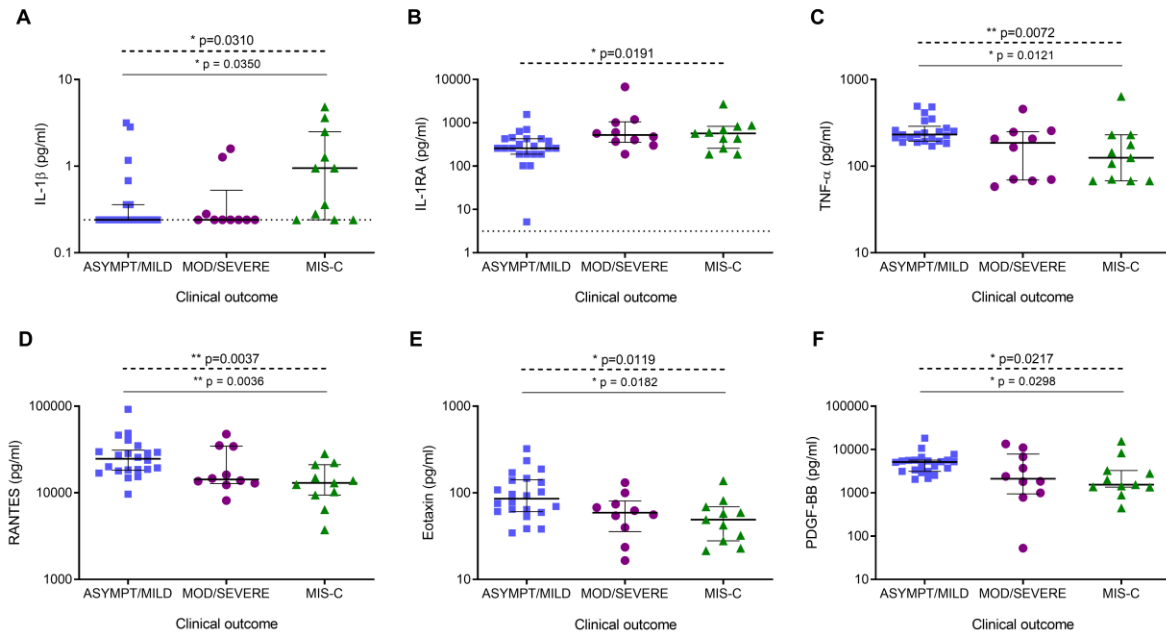 A
* p=0.0310
* p = 0.0350
IL-1β (pg/ml)
10
1
0.1
ASYMPT/MILD MOD/SEVERE MIS-C
Clinical outcome
B
* p=0.0191
IL-1RA (pg/ml)
10000
1000
100
10
1
ASYMPT/MILD MOD/SEVERE MIS-C
Clinical outcome
C
** p=0.0072
* p = 0.0121
TNF-α (pg/ml)
1000
100
10
ASYMPT/MILD MOD/SEVERE MIS-C
Clinical outcome
D
** p=0.0037
** p = 0.0036
RANTES (pg/ml)
100000
10000
1000
ASYMPT/MILD MOD/SEVERE MIS-C
Clinical outcome
E
* p=0.0119
* p = 0.0182
Eotaxin (pg/ml)
1000
100
10
ASYMPT/MILD MOD/SEVERE MIS-C
Clinical outcome
F
* p=0.0217
* p = 0.0298
PDGF-BB (pg/ml)
100000
10000
1000
100
10
ASYMPT/MILD MOD/SEVERE MIS-C
Clinical outcome